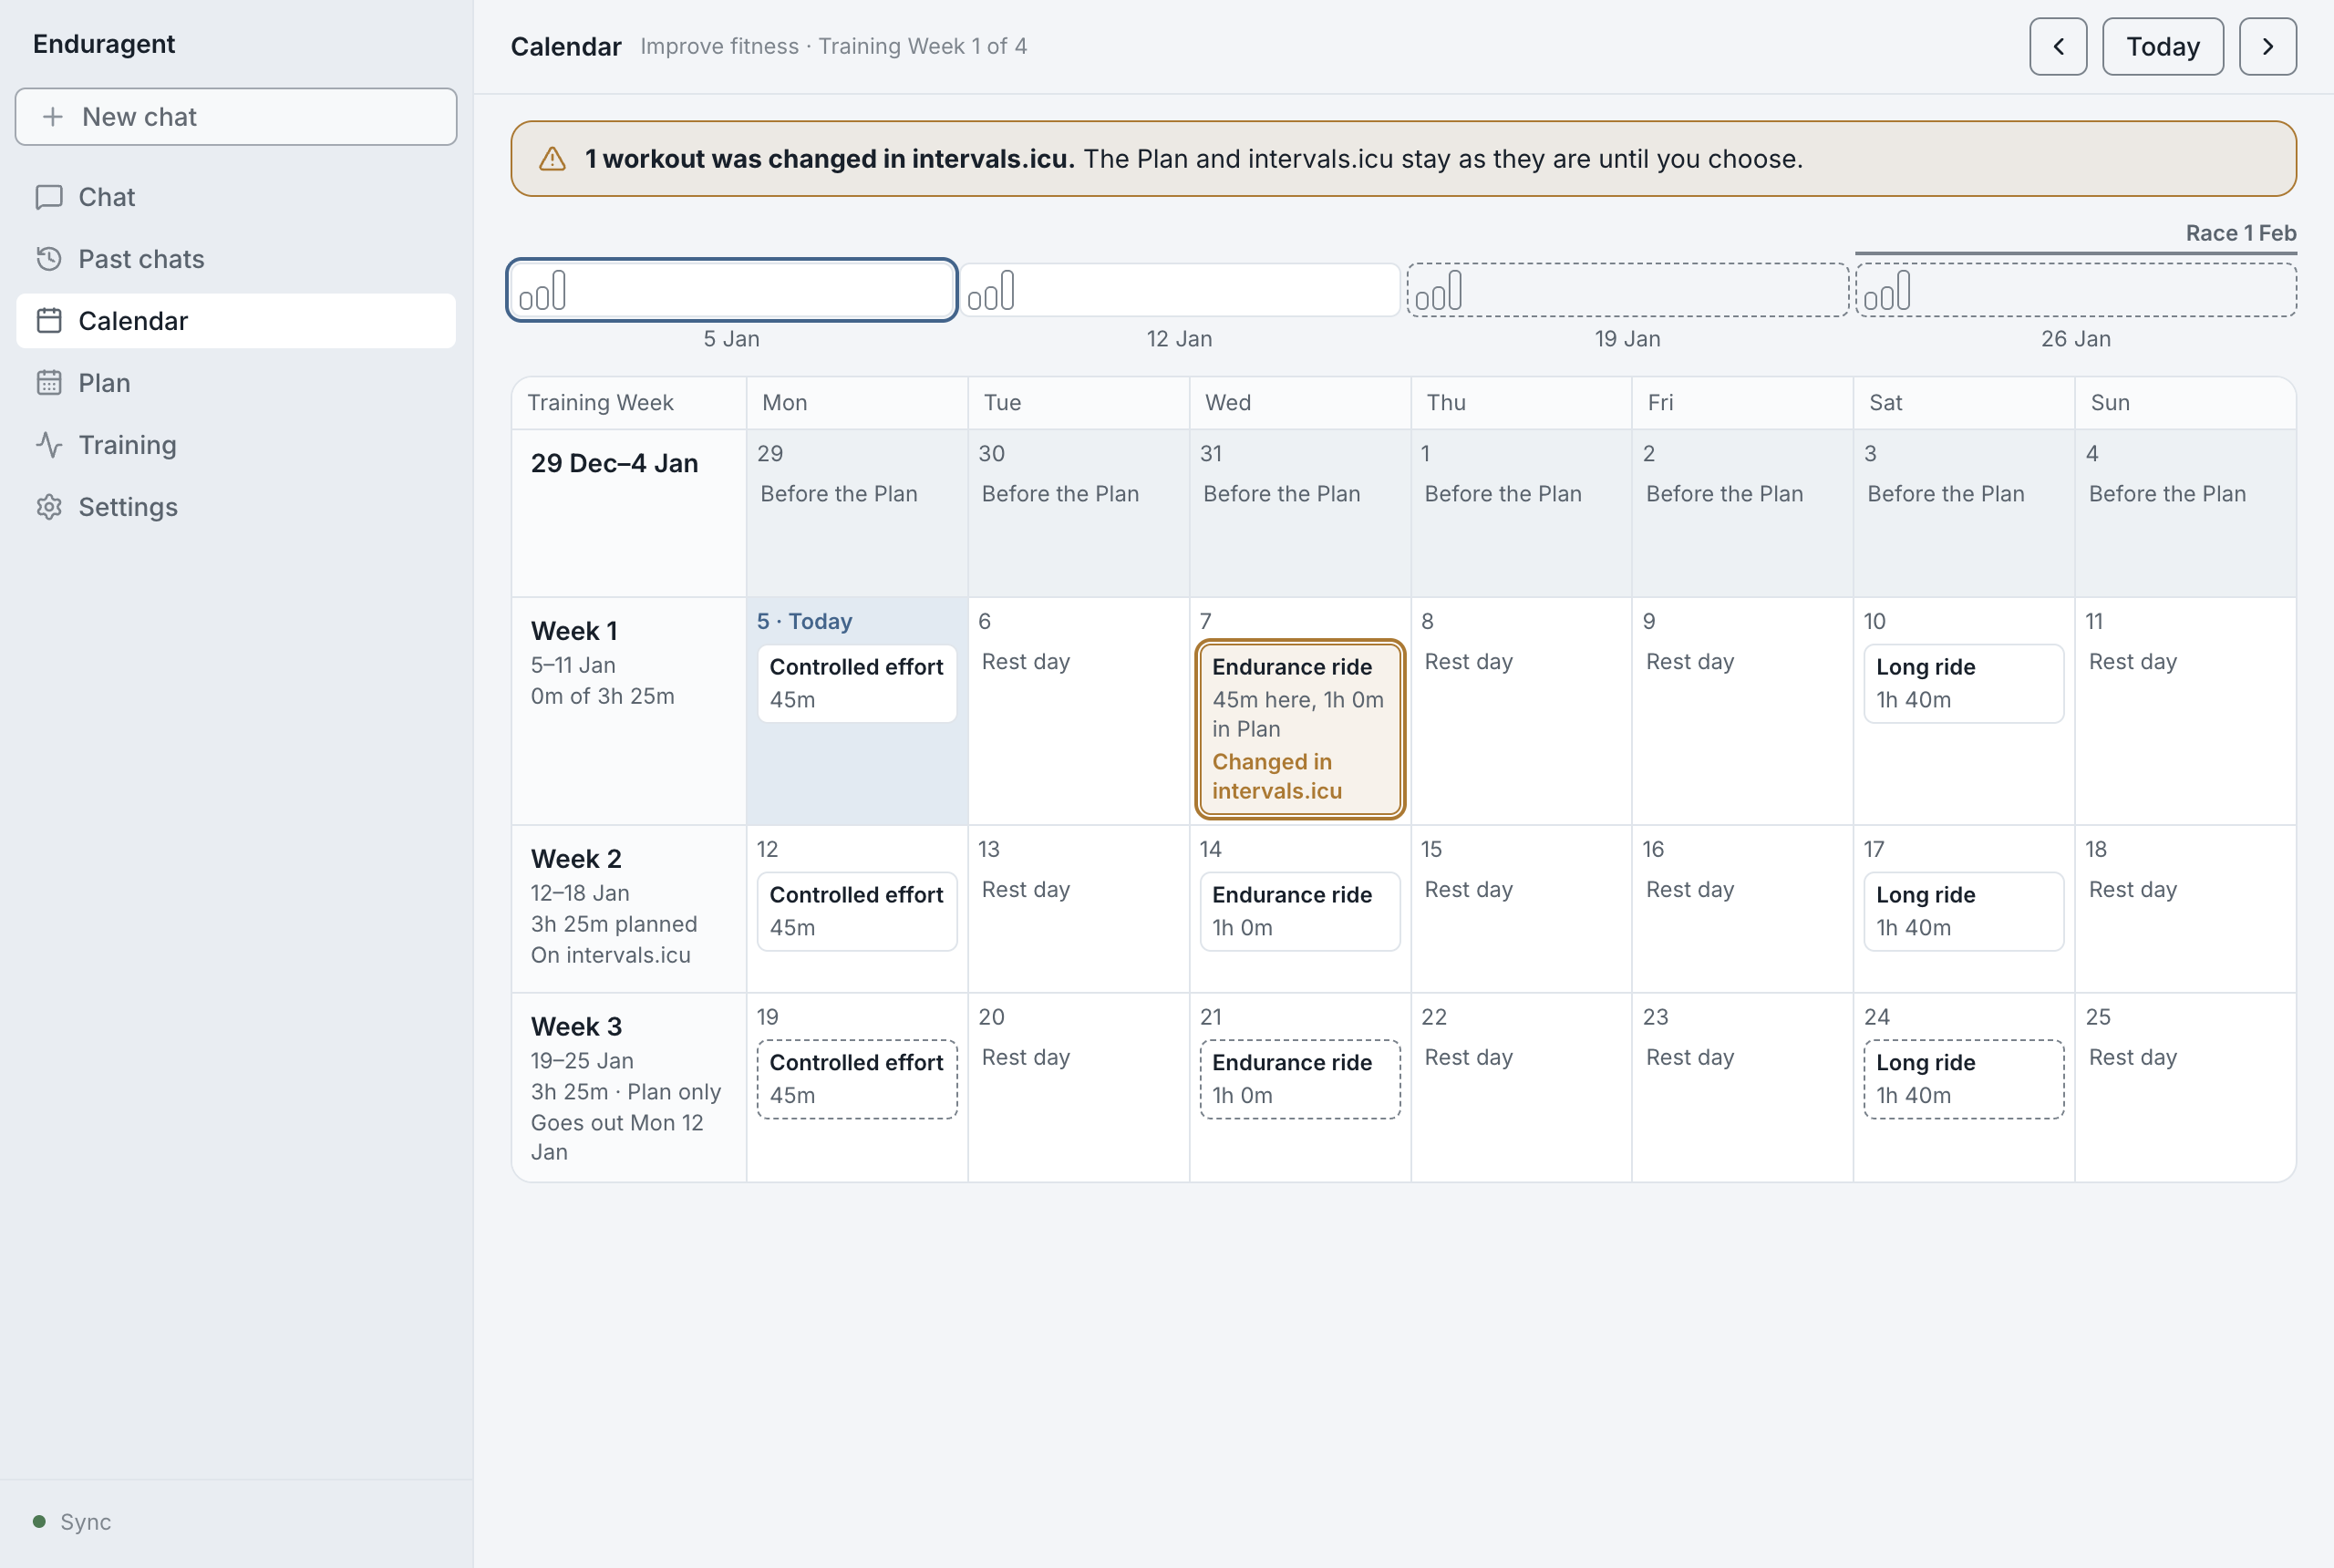 Enduragent
New chat
Chat
Past chats
Calendar
Plan
Training
Settings
Sync
Calendar
Improve fitness · Training Week 1 of 4
Today
1 workout was changed in intervals.icu. The Plan and intervals.icu stay as they are until you choose.
Race 1 Feb
5 Jan
12 Jan
19 Jan
26 Jan
Training Week
Mon
Tue
Wed
Thu
Fri
Sat
Sun
29 Dec–4 Jan
29
Before the Plan
30
Before the Plan
31
Before the Plan
1
Before the Plan
2
Before the Plan
3
Before the Plan
4
Before the Plan
Week 1
5–11 Jan
0m of 3h 25m
5 · Today
Controlled effort
45m
6
Rest day
7
Endurance ride
45m here, 1h 0m
in Plan
Changed in
intervals.icu
8
Rest day
9
Rest day
10
Long ride
1h 40m
11
Rest day
Week 2
12–18 Jan
3h 25m planned
On intervals.icu
12
Controlled effort
45m
13
Rest day
14
Endurance ride
1h 0m
15
Rest day
16
Rest day
17
Long ride
1h 40m
18
Rest day
Week 3
19–25 Jan
3h 25m · Plan only
Goes out Mon 12
Jan
19
Controlled effort
45m
20
Rest day
21
Endurance ride
1h 0m
22
Rest day
23
Rest day
24
Long ride
1h 40m
25
Rest day